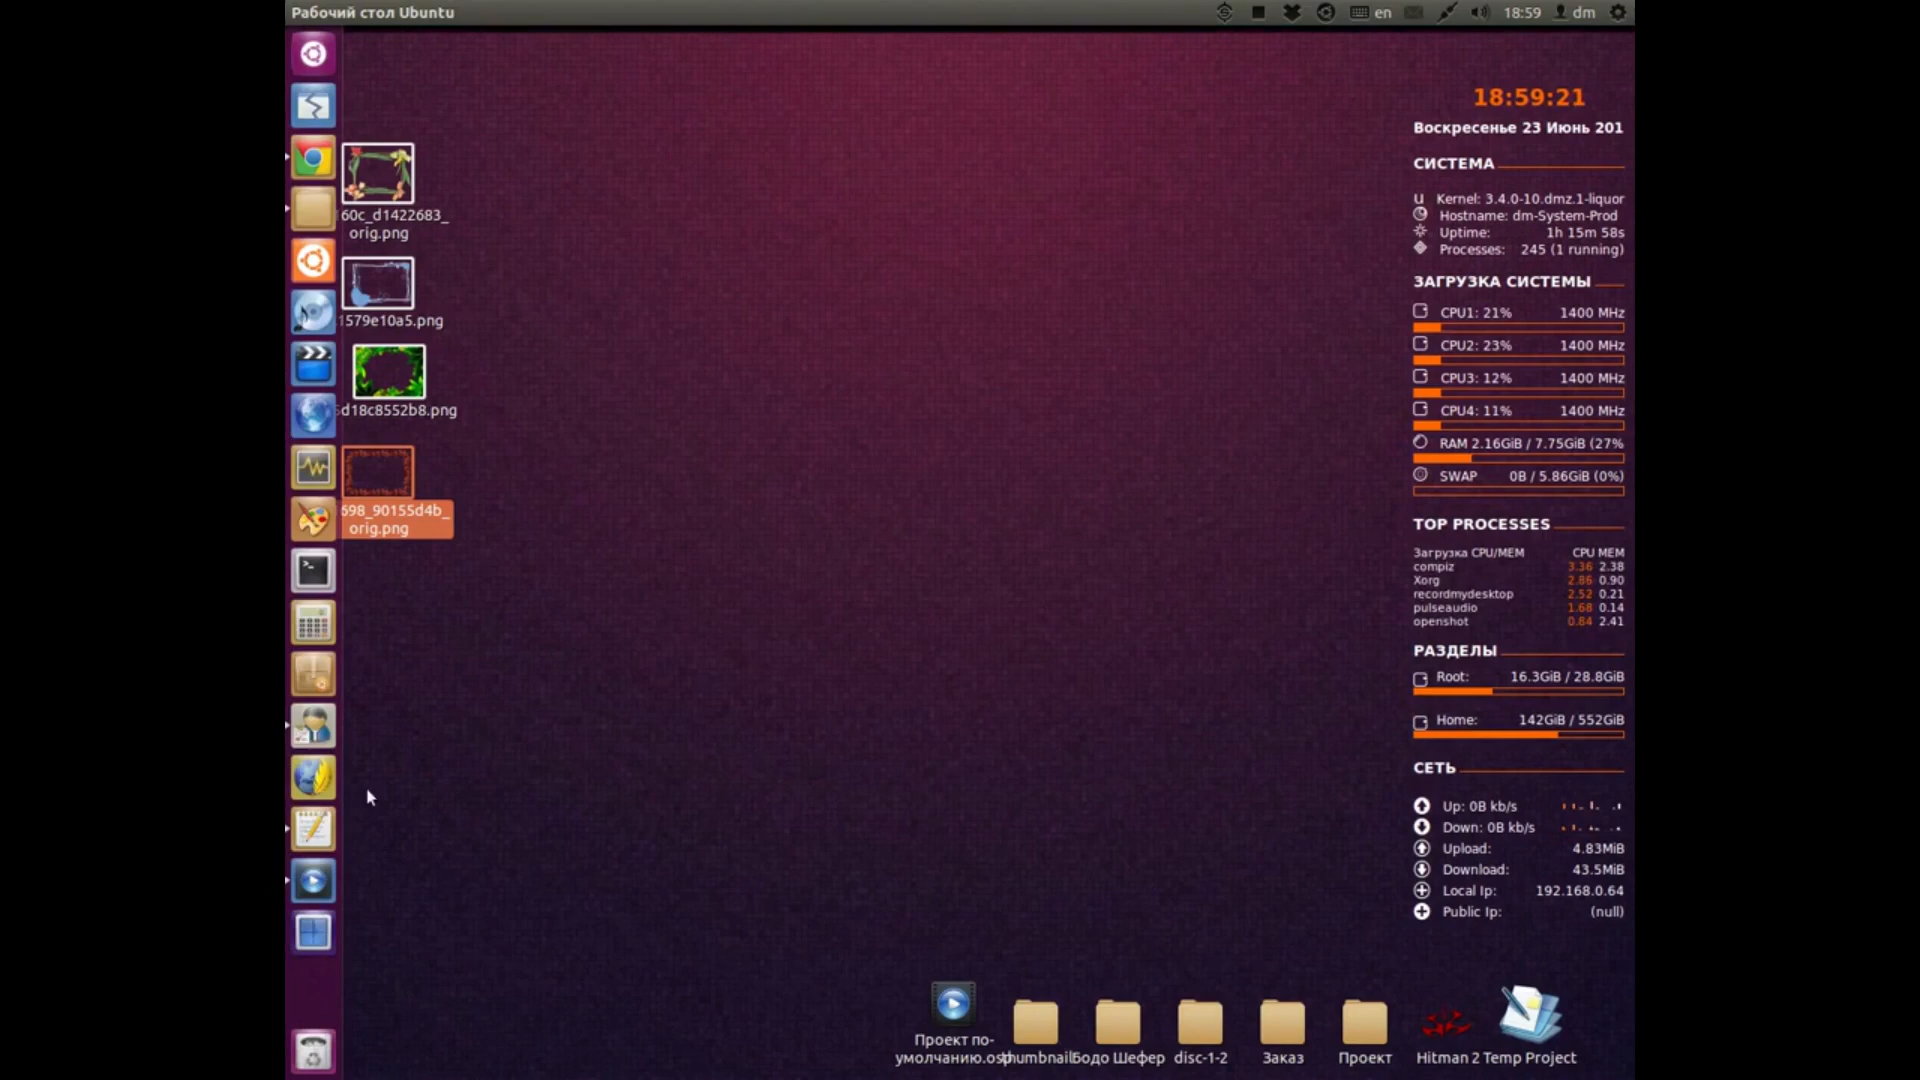 Рабочий стол Ubuntu
en
18:59
dm
160c_d1422683_
orig.png
1579e10a5.png
5d18c8552b8.png
698_90155d4b_
orig.png
18:59:21
Воскресенье 23 Июнь 201
СИСТЕМА
Kernel: 3.4.0-10.dmz.1-liquor
Hostname: dm-System-Prod
Uptime: 1h 15m 58s
Processes: 245 (1 running)
ЗАГРУЗКА СИСТЕМЫ
CPU1: 21% 1400 MHz
CPU2: 23% 1400 MHz
CPU3: 12% 1400 MHz
CPU4: 11% 1400 MHz
RAM 2.16GiB / 7.75GiB (27%
SWAP 0B / 5.86GiB (0%)
TOP PROCESSES
Загрузка CPU/MEM CPU MEM
compiz 3.36 2.38
Xorg 2.86 0.90
recordmydesktop 2.52 0.21
pulseaudio 1.68 0.14
openshot 0.84 2.41
РАЗДЕЛЫ
Root: 16.3GiB / 28.8GiB
Home: 142GiB / 552GiB
СЕТЬ
Up: 0B kb/s
Down: 0B kb/s
Upload: 4.83MiB
Download: 43.5MiB
Local Ip: 192.168.0.64
Public Ip: (null)
Проект по-
умолчанию.os
thumbnail
Бодо Шефер
disc-1-2
Заказ
Проект
Hitman 2
Temp Project